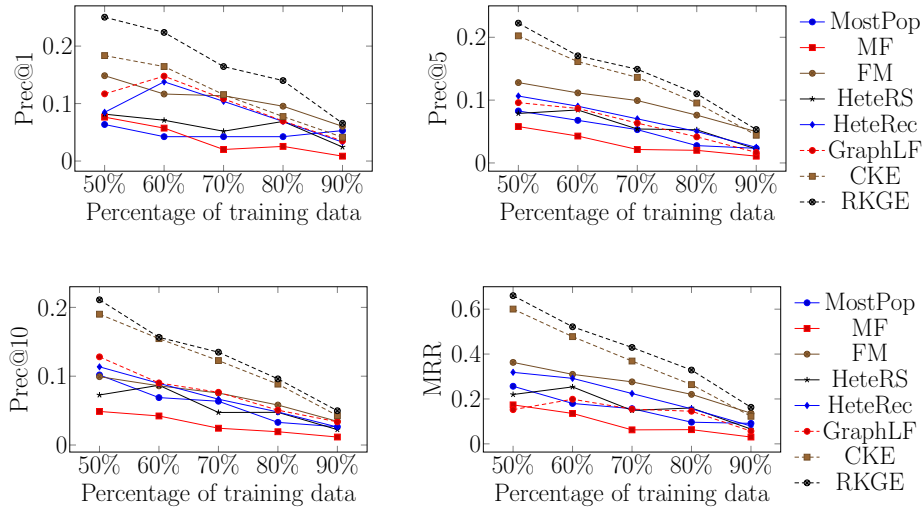 Prec@1
0.2
0.1
0
50% 60% 70% 80% 90%
Percentage of training data
Prec@5
0.2
0.1
0
50% 60% 70% 80% 90%
Percentage of training data
MostPop
MF
FM
HeteRS
HeteRec
GraphLF
CKE
RKGE
Prec@10
0.2
0.1
0
50% 60% 70% 80% 90%
Percentage of training data
MRR
0.6
0.4
0.2
0
50% 60% 70% 80% 90%
Percentage of training data
MostPop
MF
FM
HeteRS
HeteRec
GraphLF
CKE
RKGE